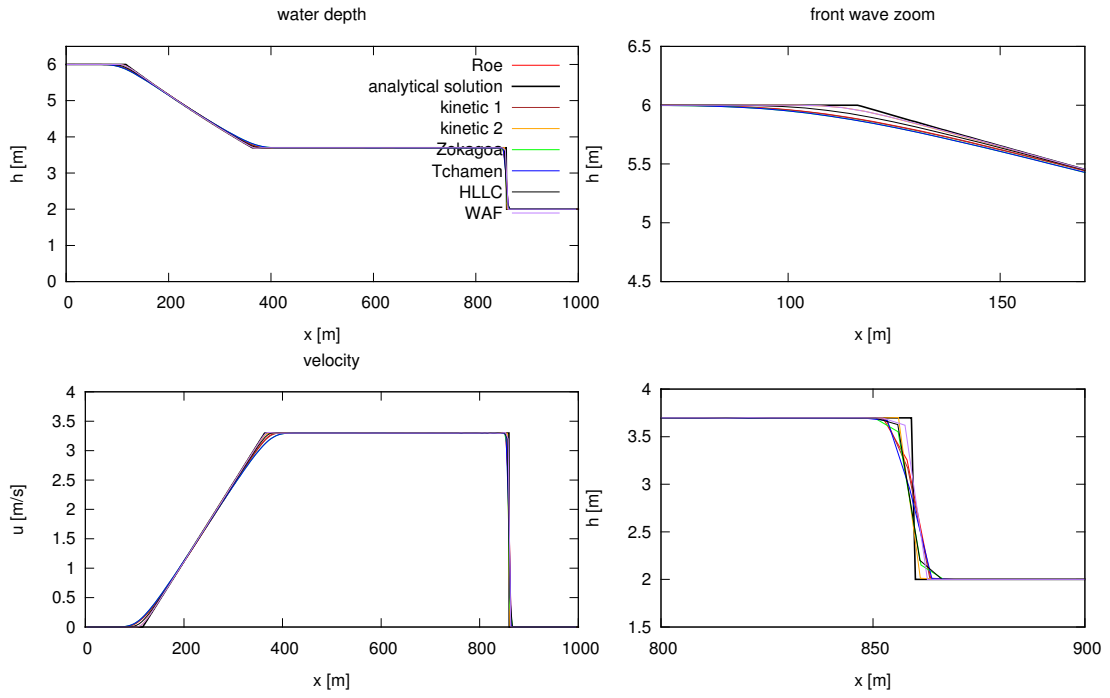 water depth
h [m]
6
5
4
3
2
1
0
0 200 400 600 800 1000
x [m]
Roe
analytical solution
kinetic 1
kinetic 2
Zokagoa
Tchamen
HLLC
WAF
front wave zoom
h [m]
6.5
6
5.5
5
4.5
100 150
x [m]
velocity
u [m/s]
4
3.5
3
2.5
2
1.5
1
0.5
0
0 200 400 600 800 1000
x [m]
h [m]
4
3.5
3
2.5
2
1.5
800 850 900
x [m]